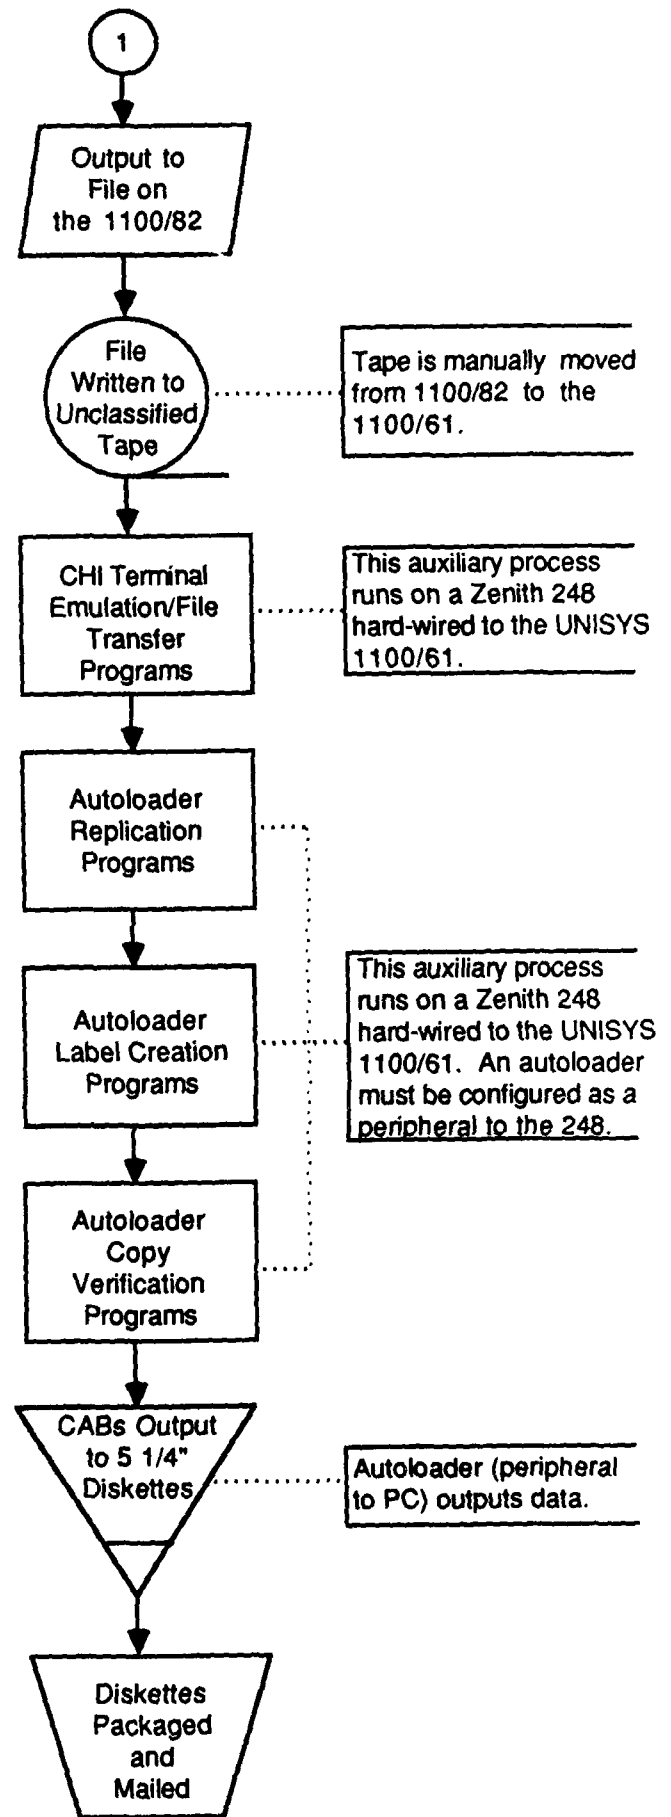 1
Output to
File on
the 1100/82
File
Written to
Unclassified
Tape
Tape is manually moved
from 1100/82 to the
1100/61.
CHI Terminal
Emulation/File
Transfer
Programs
This auxiliary process
runs on a Zenith 248
hard-wired to the UNISYS
1100/61.
Autoloader
Replication
Programs
Autoloader
Label Creation
Programs
This auxiliary process
runs on a Zenith 248
hard-wired to the UNISYS
1100/61. An autoloader
must be configured as a
peripheral to the 248.
Autoloader
Copy
Verification
Programs
CABs Output
to 5 1/4"
Diskettes
Autoloader (peripheral
to PC) outputs data.
Diskettes
Packaged
and
Mailed